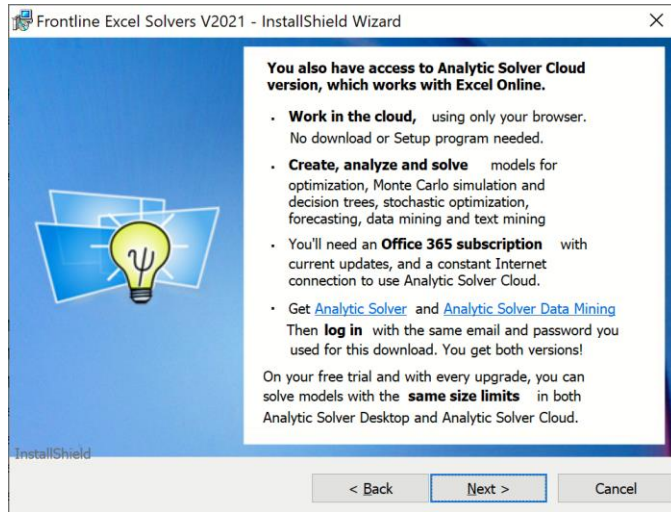 Frontline Excel Solvers V2021 - InstallShield Wizard
You also have access to Analytic Solver Cloud
version, which works with Excel Online.
• Work in the cloud, using only your browser.
No download or Setup program needed.
• Create, analyze and solve models for
optimization, Monte Carlo simulation and
decision trees, stochastic optimization,
forecasting, data mining and text mining
• You'll need an Office 365 subscription with
current updates, and a constant Internet
connection to use Analytic Solver Cloud.
• Get Analytic Solver and Analytic Solver Data Mining
Then log in with the same email and password you
used for this download. You get both versions!
On your free trial and with every upgrade, you can
solve models with the same size limits in both
Analytic Solver Desktop and Analytic Solver Cloud.
ψ
InstallShield
< Back Next > Cancel